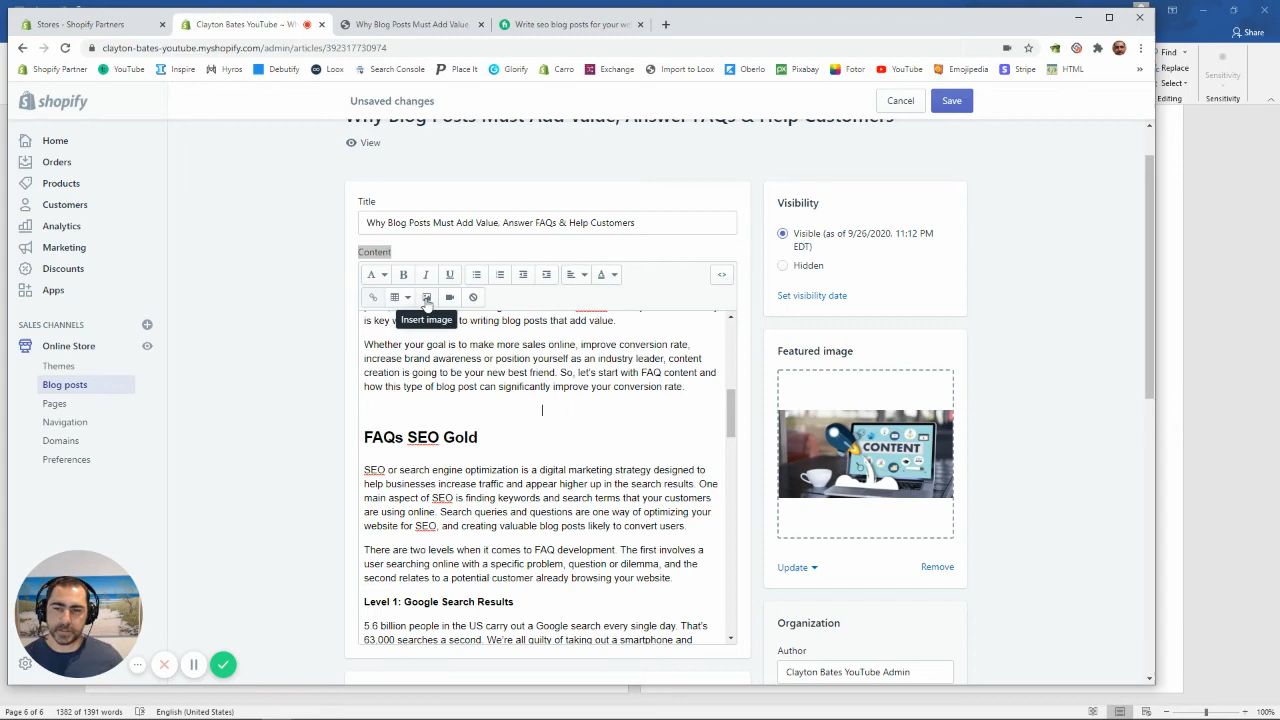 Stores - Shopify Partners
Clayton Bates YouTube ~ Wh
Why Blog Posts Must Add Value,
Write seo blog posts for your we
Share
clayton-bates-youtube.myshopify.com/admin/articles/392317730974
Find
Replace
Select
Editing
Sensitivity
Sensitivity
Shopify Partner
YouTube
Inspire
Hyros
Debutify
Loox
Search Console
Glorify
Carro
Exchange
Import to Loox
Oberlo
Pixabay
Fotor
YouTube
Emojipedia
Stripe
HTML
shopify
Unsaved changes
Cancel
Save
Why Blog Posts Must Add Value, Answer FAQs & Help Customers
View
Home
Orders
Products
Customers
Analytics
Marketing
Discounts
Apps
SALES CHANNELS
Online Store
Themes
Blog posts
Pages
Navigation
Domains
Preferences
Title
Why Blog Posts Must Add Value, Answer FAQs & Help Customers
Content
A
B
I
U
A
<>
Insert image
to writing blog posts that add value.
Whether your goal is to make more sales online, improve conversion rate,
increase brand awareness or position yourself as an industry leader, content
creation is going to be your new best friend. So, let's start with FAQ content and
how this type of blog post can significantly improve your conversion rate.
FAQs SEO Gold
SEO or search engine optimization is a digital marketing strategy designed to
help businesses increase traffic and appear higher up in the search results. One
main aspect of SEO is finding keywords and search terms that your customers
are using online. Search queries and questions are one way of optimizing your
website for SEO, and creating valuable blog posts likely to convert users.
There are two levels when it comes to FAQ development. The first involves a
user searching online with a specific problem, question or dilemma, and the
second relates to a potential customer already browsing your website.
Level 1: Google Search Results
5.6 billion people in the US carry out a Google search every single day. That's
63,000 searches a second. We're all guilty of taking out a smartphone and
Visibility
Visible (as of 9/26/2020, 11:12 PM
EDT)
Hidden
Set visibility date
Featured image
CONTENT
Update
Remove
Organization
Author
Clayton Bates YouTube Admin
Page 6 of 6
1382 of 1391 words
English (United States)
100%